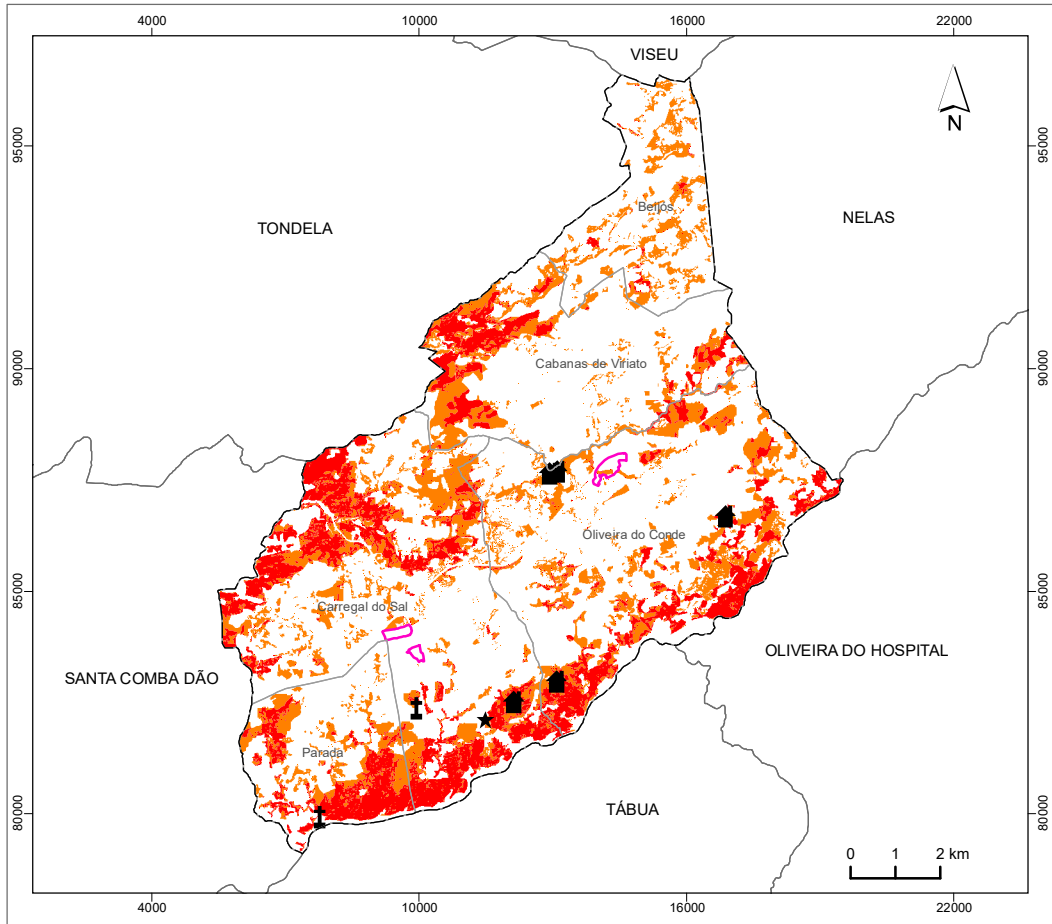 4000
10000
16000
22000
VISEU
N
95000
95000
Beijós
TONDELA
NELAS
90000
90000
Cabanas de Viriato
Oliveira do Conde
85000
85000
Carregal do Sal
OLIVEIRA DO HOSPITAL
SANTA COMBA DÃO
Parada
80000
80000
TÁBUA
0 1 2 km
4000
10000
16000
22000